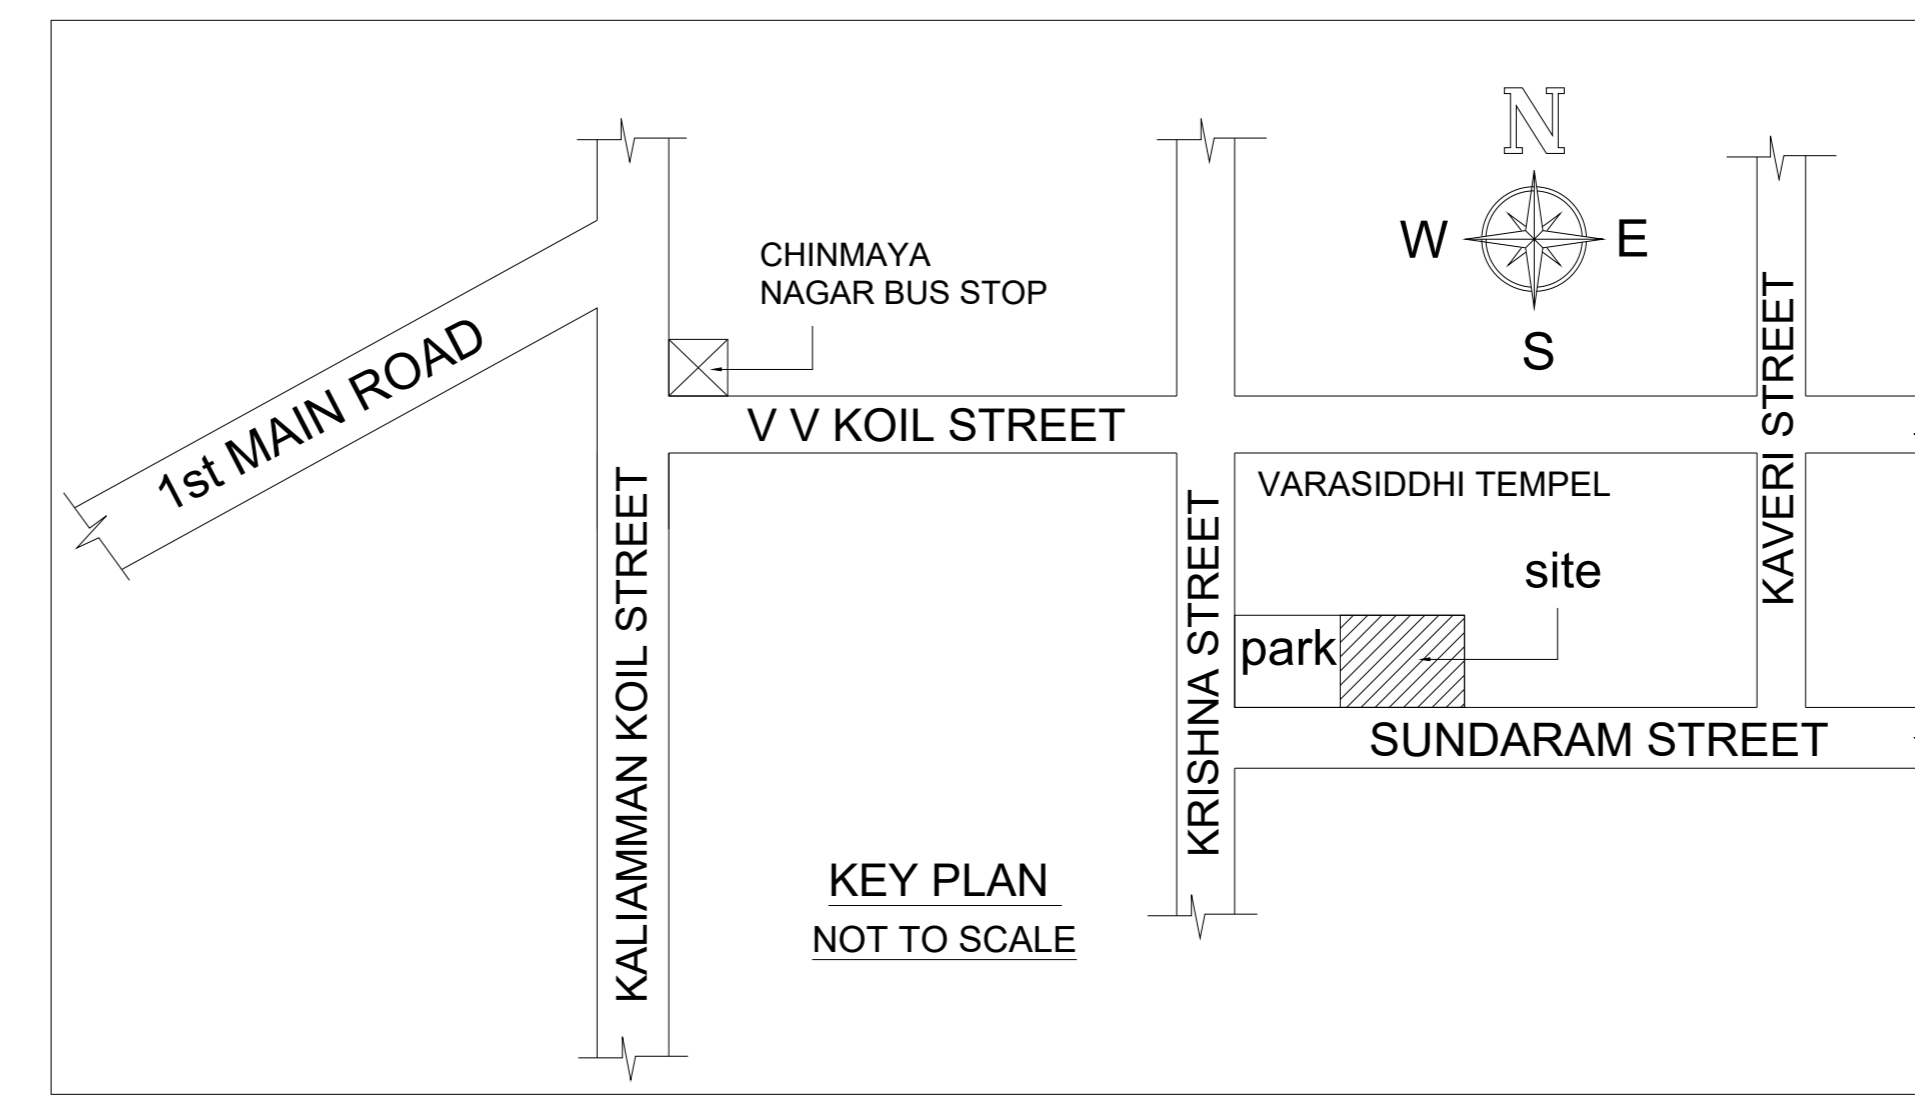 N
W
E
S
CHINMAYA
NAGAR BUS STOP
1st MAIN ROAD
V V KOIL STREET
KAVERI STREET
VARASIDDHI TEMPEL
site
park
KALIAMMAN KOIL STREET
KRISHNA STREET
SUNDARAM STREET
KEY PLAN
NOT TO SCALE